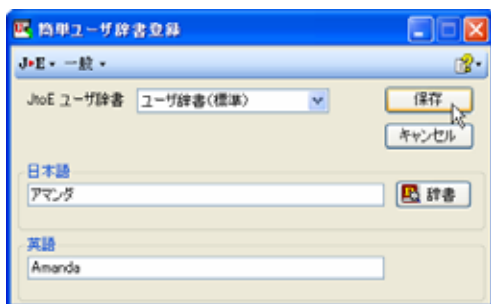 簡単ユーザ辞書登録
J▸E 一般
JtoE ユーザ辞書 ユーザ辞書(標準) 保存
キャンセル
日本語
アマンダ 辞書
英語
Amanda